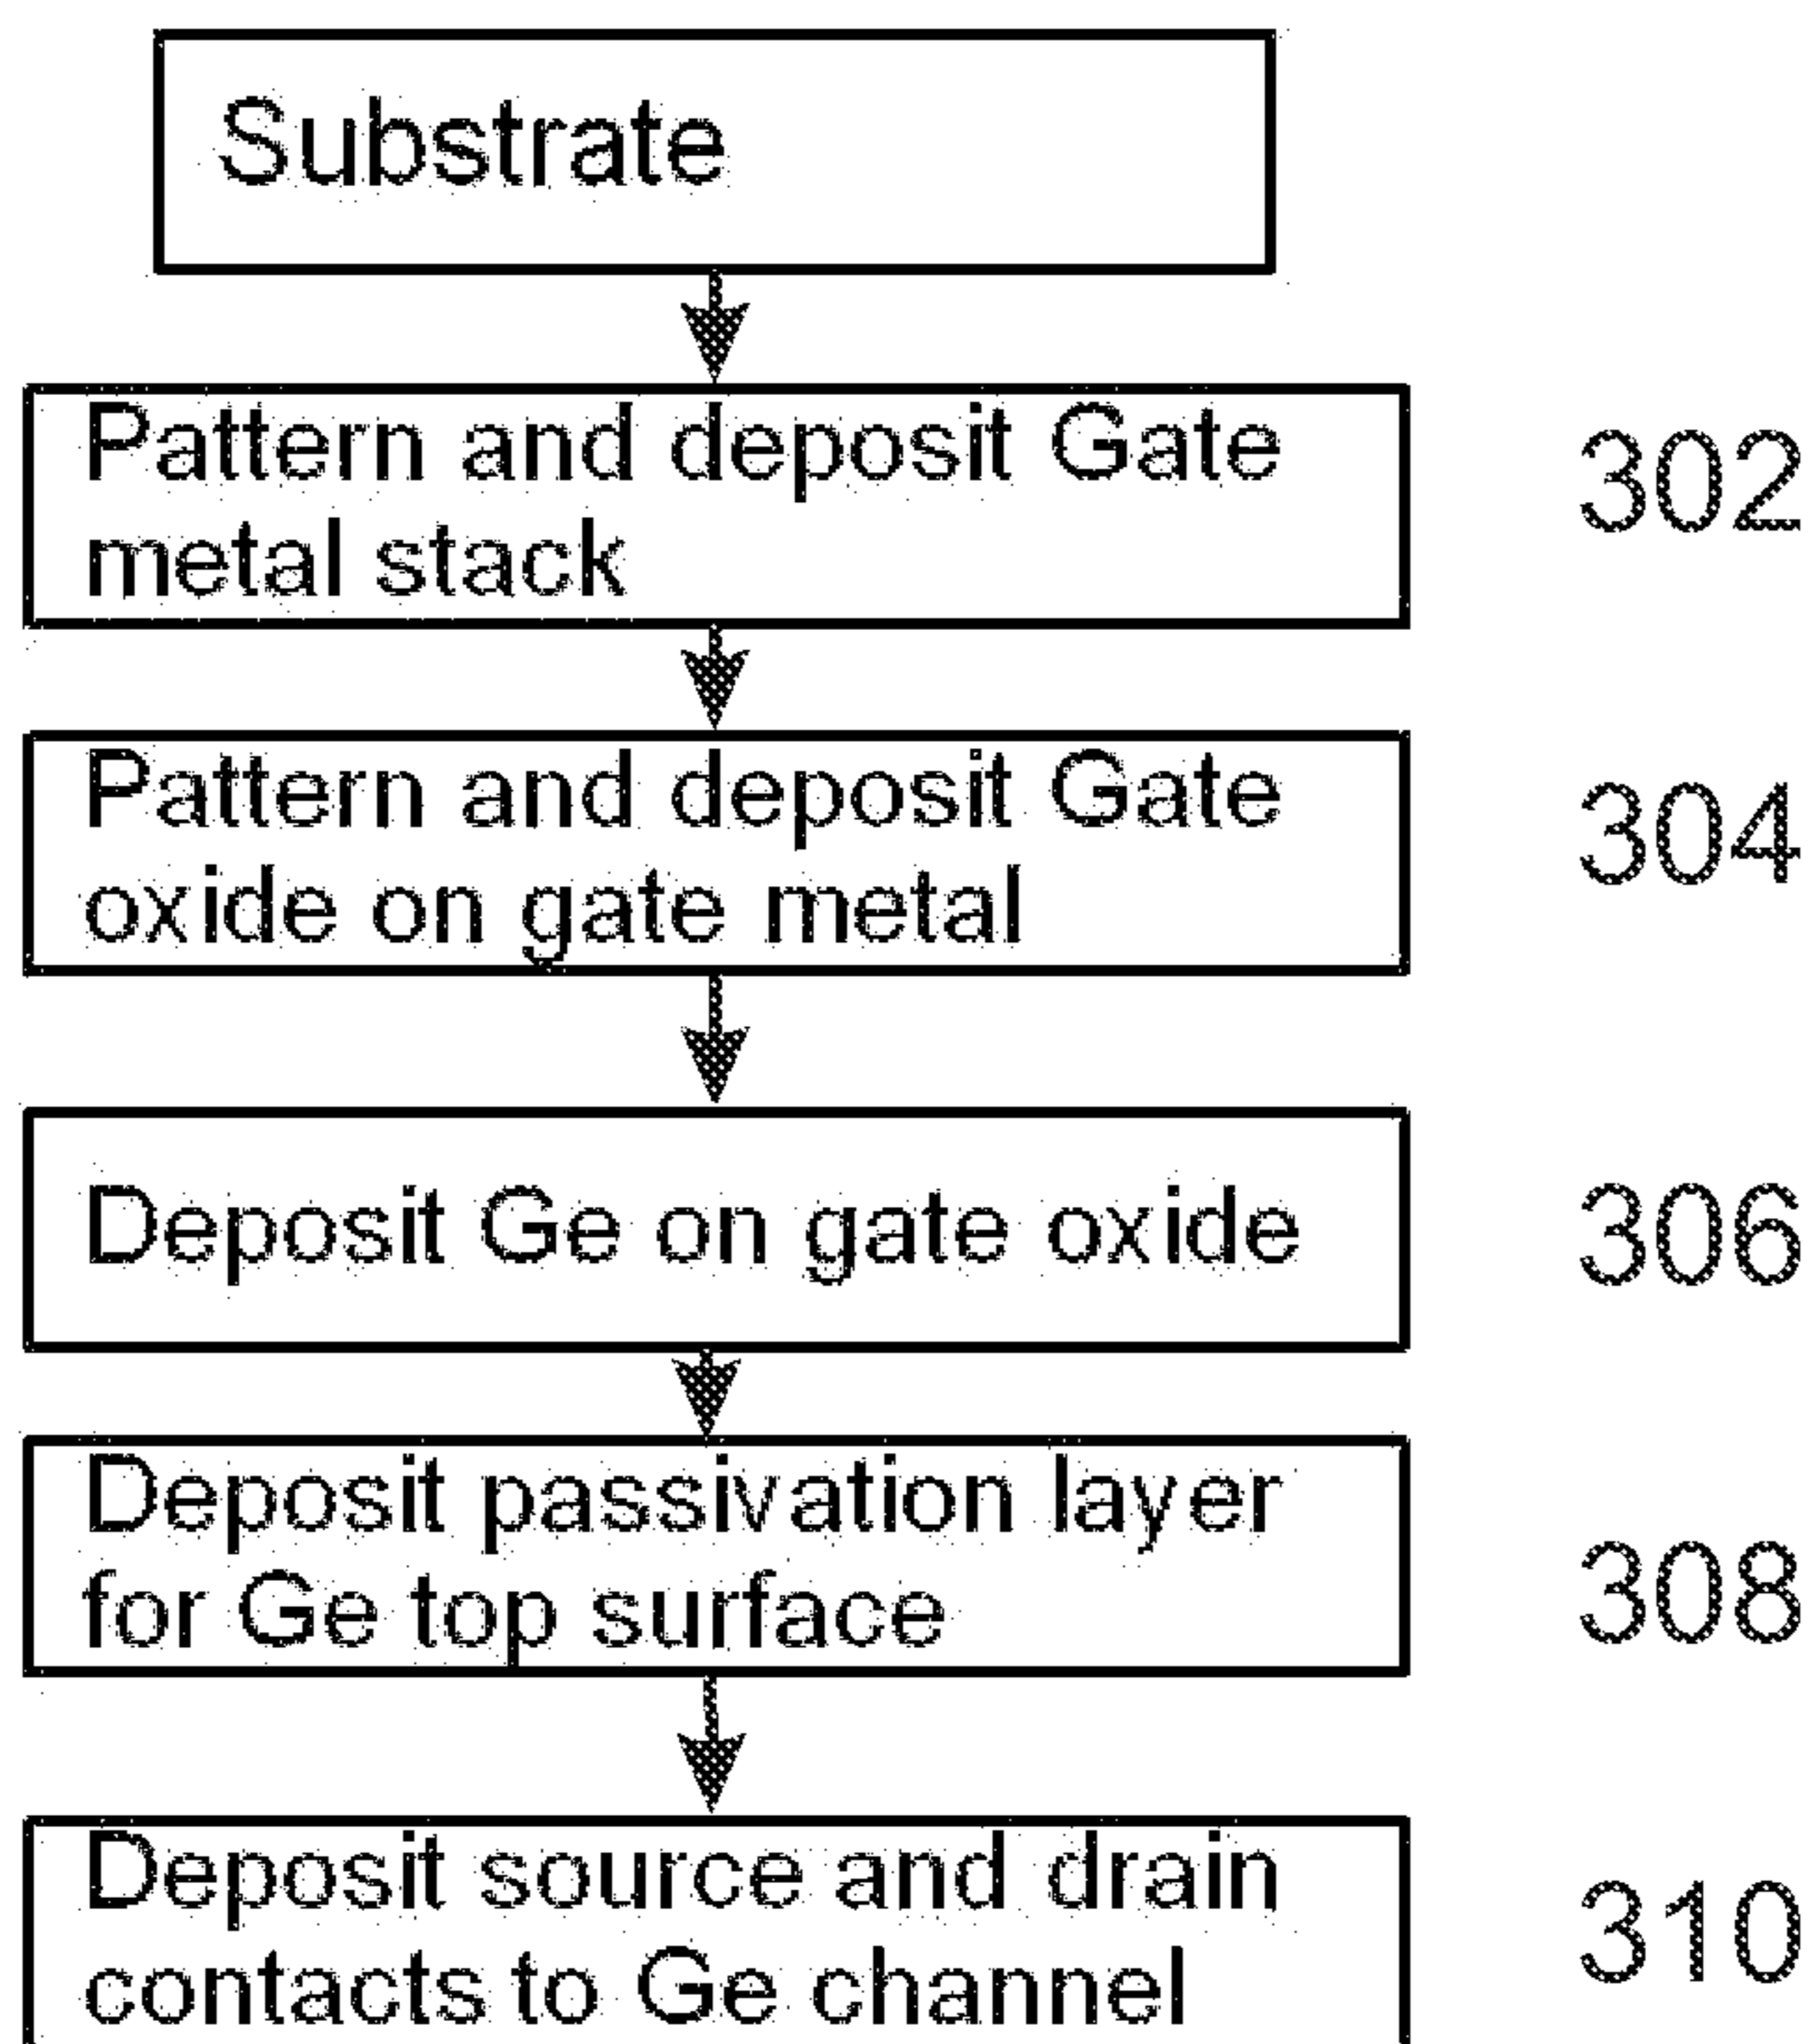 Substrate
Pattern and deposit Gate
metal stack
302
Pattern and deposit Gate
oxide on gate metal
304
Deposit Ge on gate oxide
306
Deposit passivation layer
for Ge top surface
308
Deposit source and drain
contacts to Ge channel
310